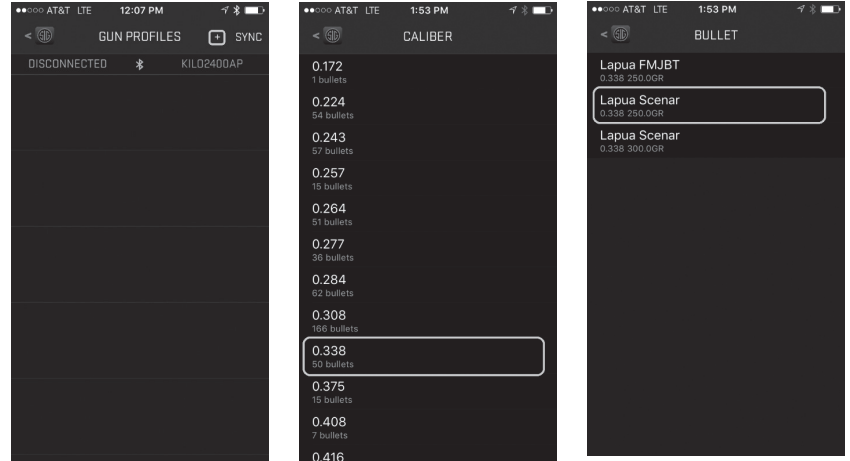 AT&T LTE 12:07 PM
< SIG GUN PROFILES + SYNC
DISCONNECTED KILO2400AP
AT&T LTE 1:53 PM
< SIG CALIBER
0.172
1 bullets
0.224
54 bullets
0.243
57 bullets
0.257
15 bullets
0.264
51 bullets
0.277
36 bullets
0.284
62 bullets
0.308
166 bullets
0.338
50 bullets
0.375
15 bullets
0.408
7 bullets
0.416
AT&T LTE 1:53 PM
< SIG BULLET
Lapua FMJBT
0.338 250.0GR
Lapua Scenar
0.338 250.0GR
Lapua Scenar
0.338 300.0GR